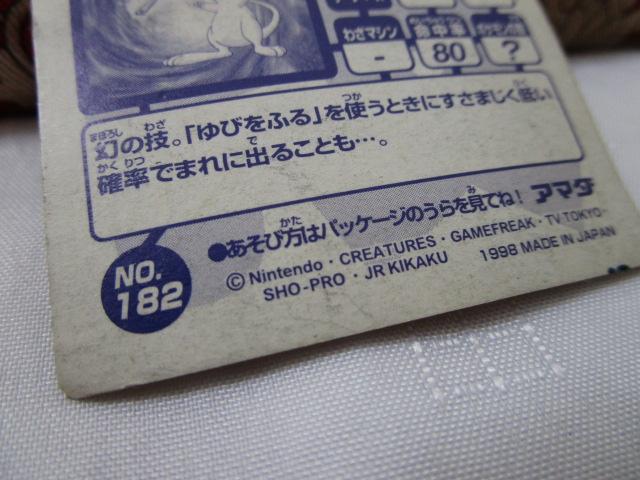 わざマシン 命中率
- 80 ?
幻の技。「ゆびをふる」を使うときにすさまじく低い
確率でまれに出ることも…。
●あそび方はパッケージのうらを見てね! アマダ
© Nintendo・CREATURES・GAMEFREAK・TV TOKYO・
SHO-PRO・JR KIKAKU 1998 MADE IN JAPAN
NO.
182